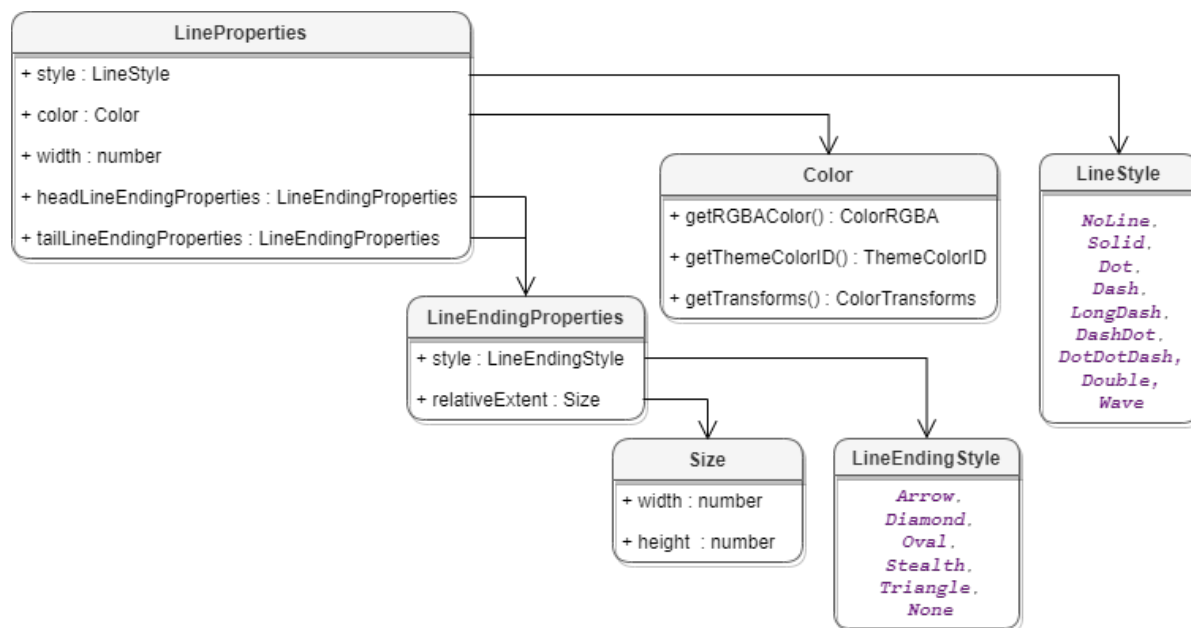 LineProperties
+ style : LineStyle
+ color : Color
+ width : number
+ headLineEndingProperties : LineEndingProperties
+ tailLineEndingProperties : LineEndingProperties
Color
+ getRGBAColor() : ColorRGBA
+ getThemeColorID() : ThemeColorID
+ getTransforms() : ColorTransforms
LineStyle
NoLine,
Solid,
Dot,
Dash,
LongDash,
DashDot,
DotDotDash,
Double,
Wave
LineEndingProperties
+ style : LineEndingStyle
+ relativeExtent : Size
Size
+ width : number
+ height : number
LineEndingStyle
Arrow,
Diamond,
Oval,
Stealth,
Triangle,
None